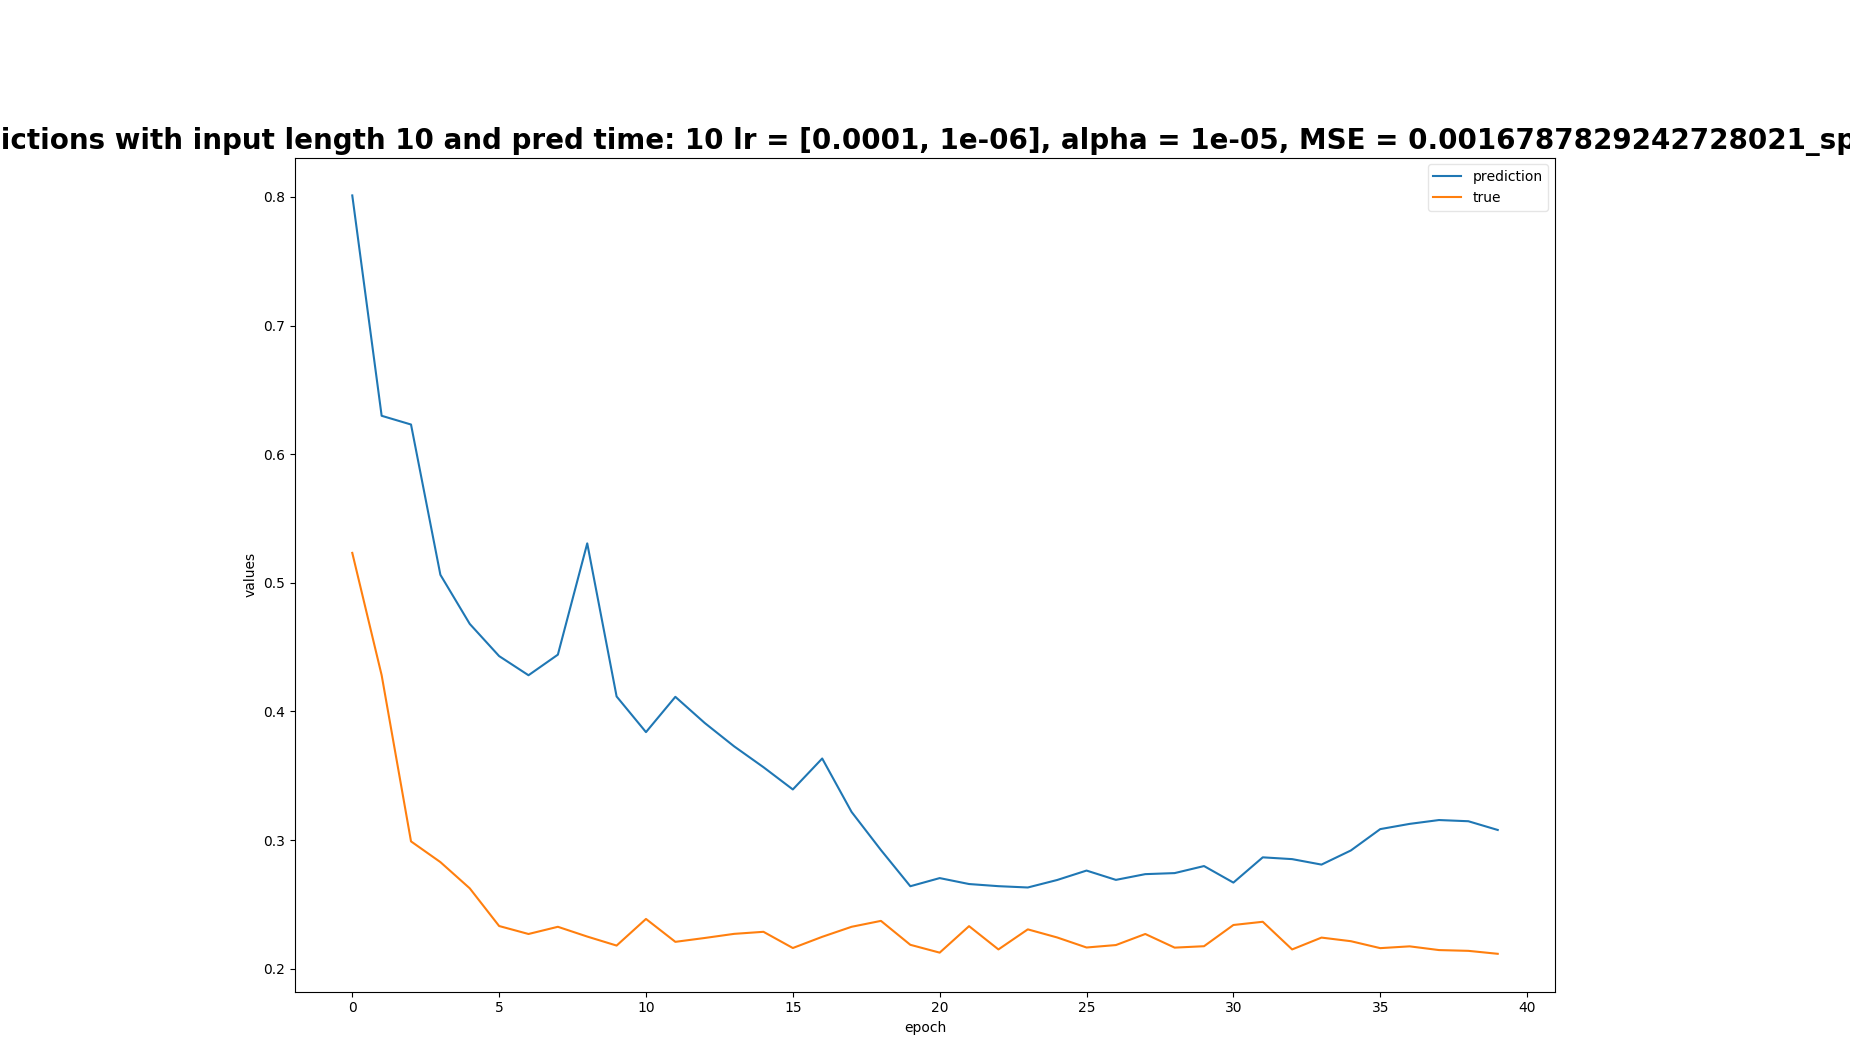 ictions with input length 10 and pred time: 10 lr = [0.0001, 1e-06], alpha = 1e-05, MSE = 0.0016787829242728021_sp
prediction
true
0.8
0.7
0.6
0.5
0.4
0.3
0.2
values
0 5 10 15 20 25 30 35 40
epoch